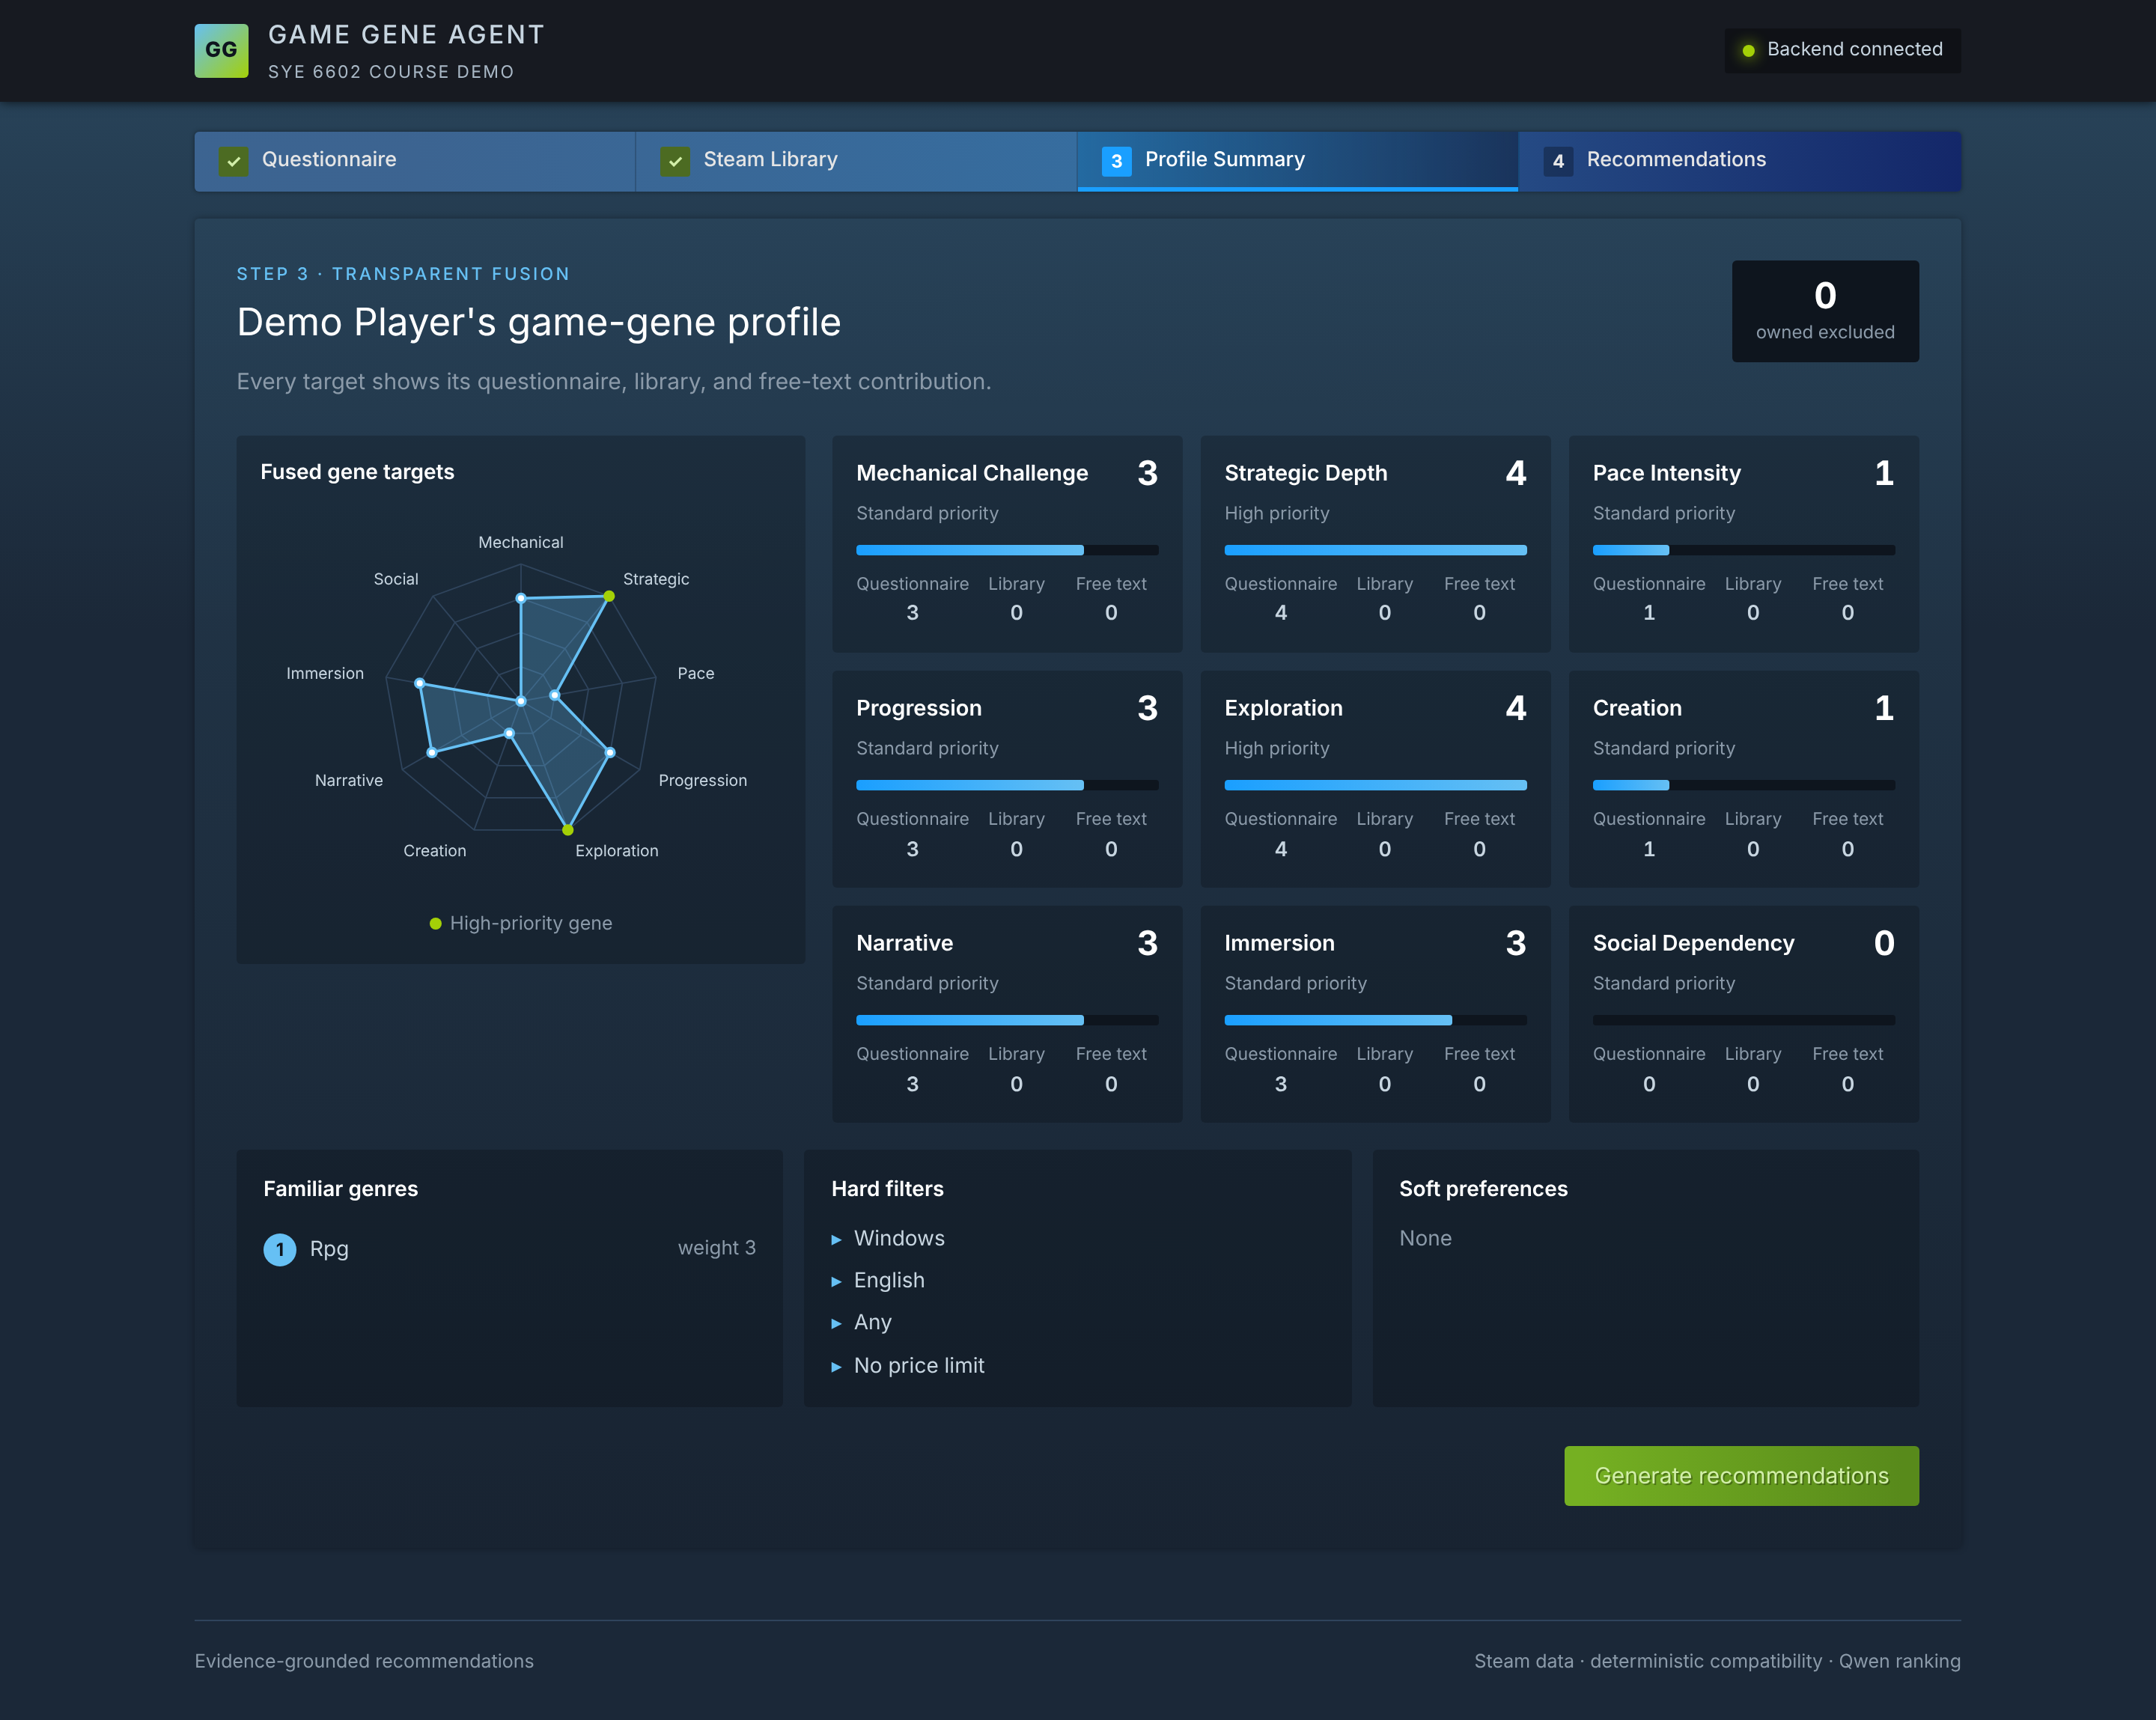 GG
GAME GENE AGENT
SYE 6602 COURSE DEMO
Backend connected
Questionnaire
Steam Library
3 Profile Summary
4 Recommendations
STEP 3 · TRANSPARENT FUSION
Demo Player's game-gene profile
Every target shows its questionnaire, library, and free-text contribution.
0
owned excluded
Fused gene targets
Mechanical
Strategic
Pace
Progression
Exploration
Creation
Narrative
Immersion
Social
High-priority gene
Mechanical Challenge 3
Standard priority
Questionnaire Library Free text
3 0 0
Strategic Depth 4
High priority
Questionnaire Library Free text
4 0 0
Pace Intensity 1
Standard priority
Questionnaire Library Free text
1 0 0
Progression 3
Standard priority
Questionnaire Library Free text
3 0 0
Exploration 4
High priority
Questionnaire Library Free text
4 0 0
Creation 1
Standard priority
Questionnaire Library Free text
1 0 0
Narrative 3
Standard priority
Questionnaire Library Free text
3 0 0
Immersion 3
Standard priority
Questionnaire Library Free text
3 0 0
Social Dependency 0
Standard priority
Questionnaire Library Free text
0 0 0
Familiar genres
1 Rpg weight 3
Hard filters
Windows
English
Any
No price limit
Soft preferences
None
Generate recommendations
Evidence-grounded recommendations
Steam data · deterministic compatibility · Qwen ranking